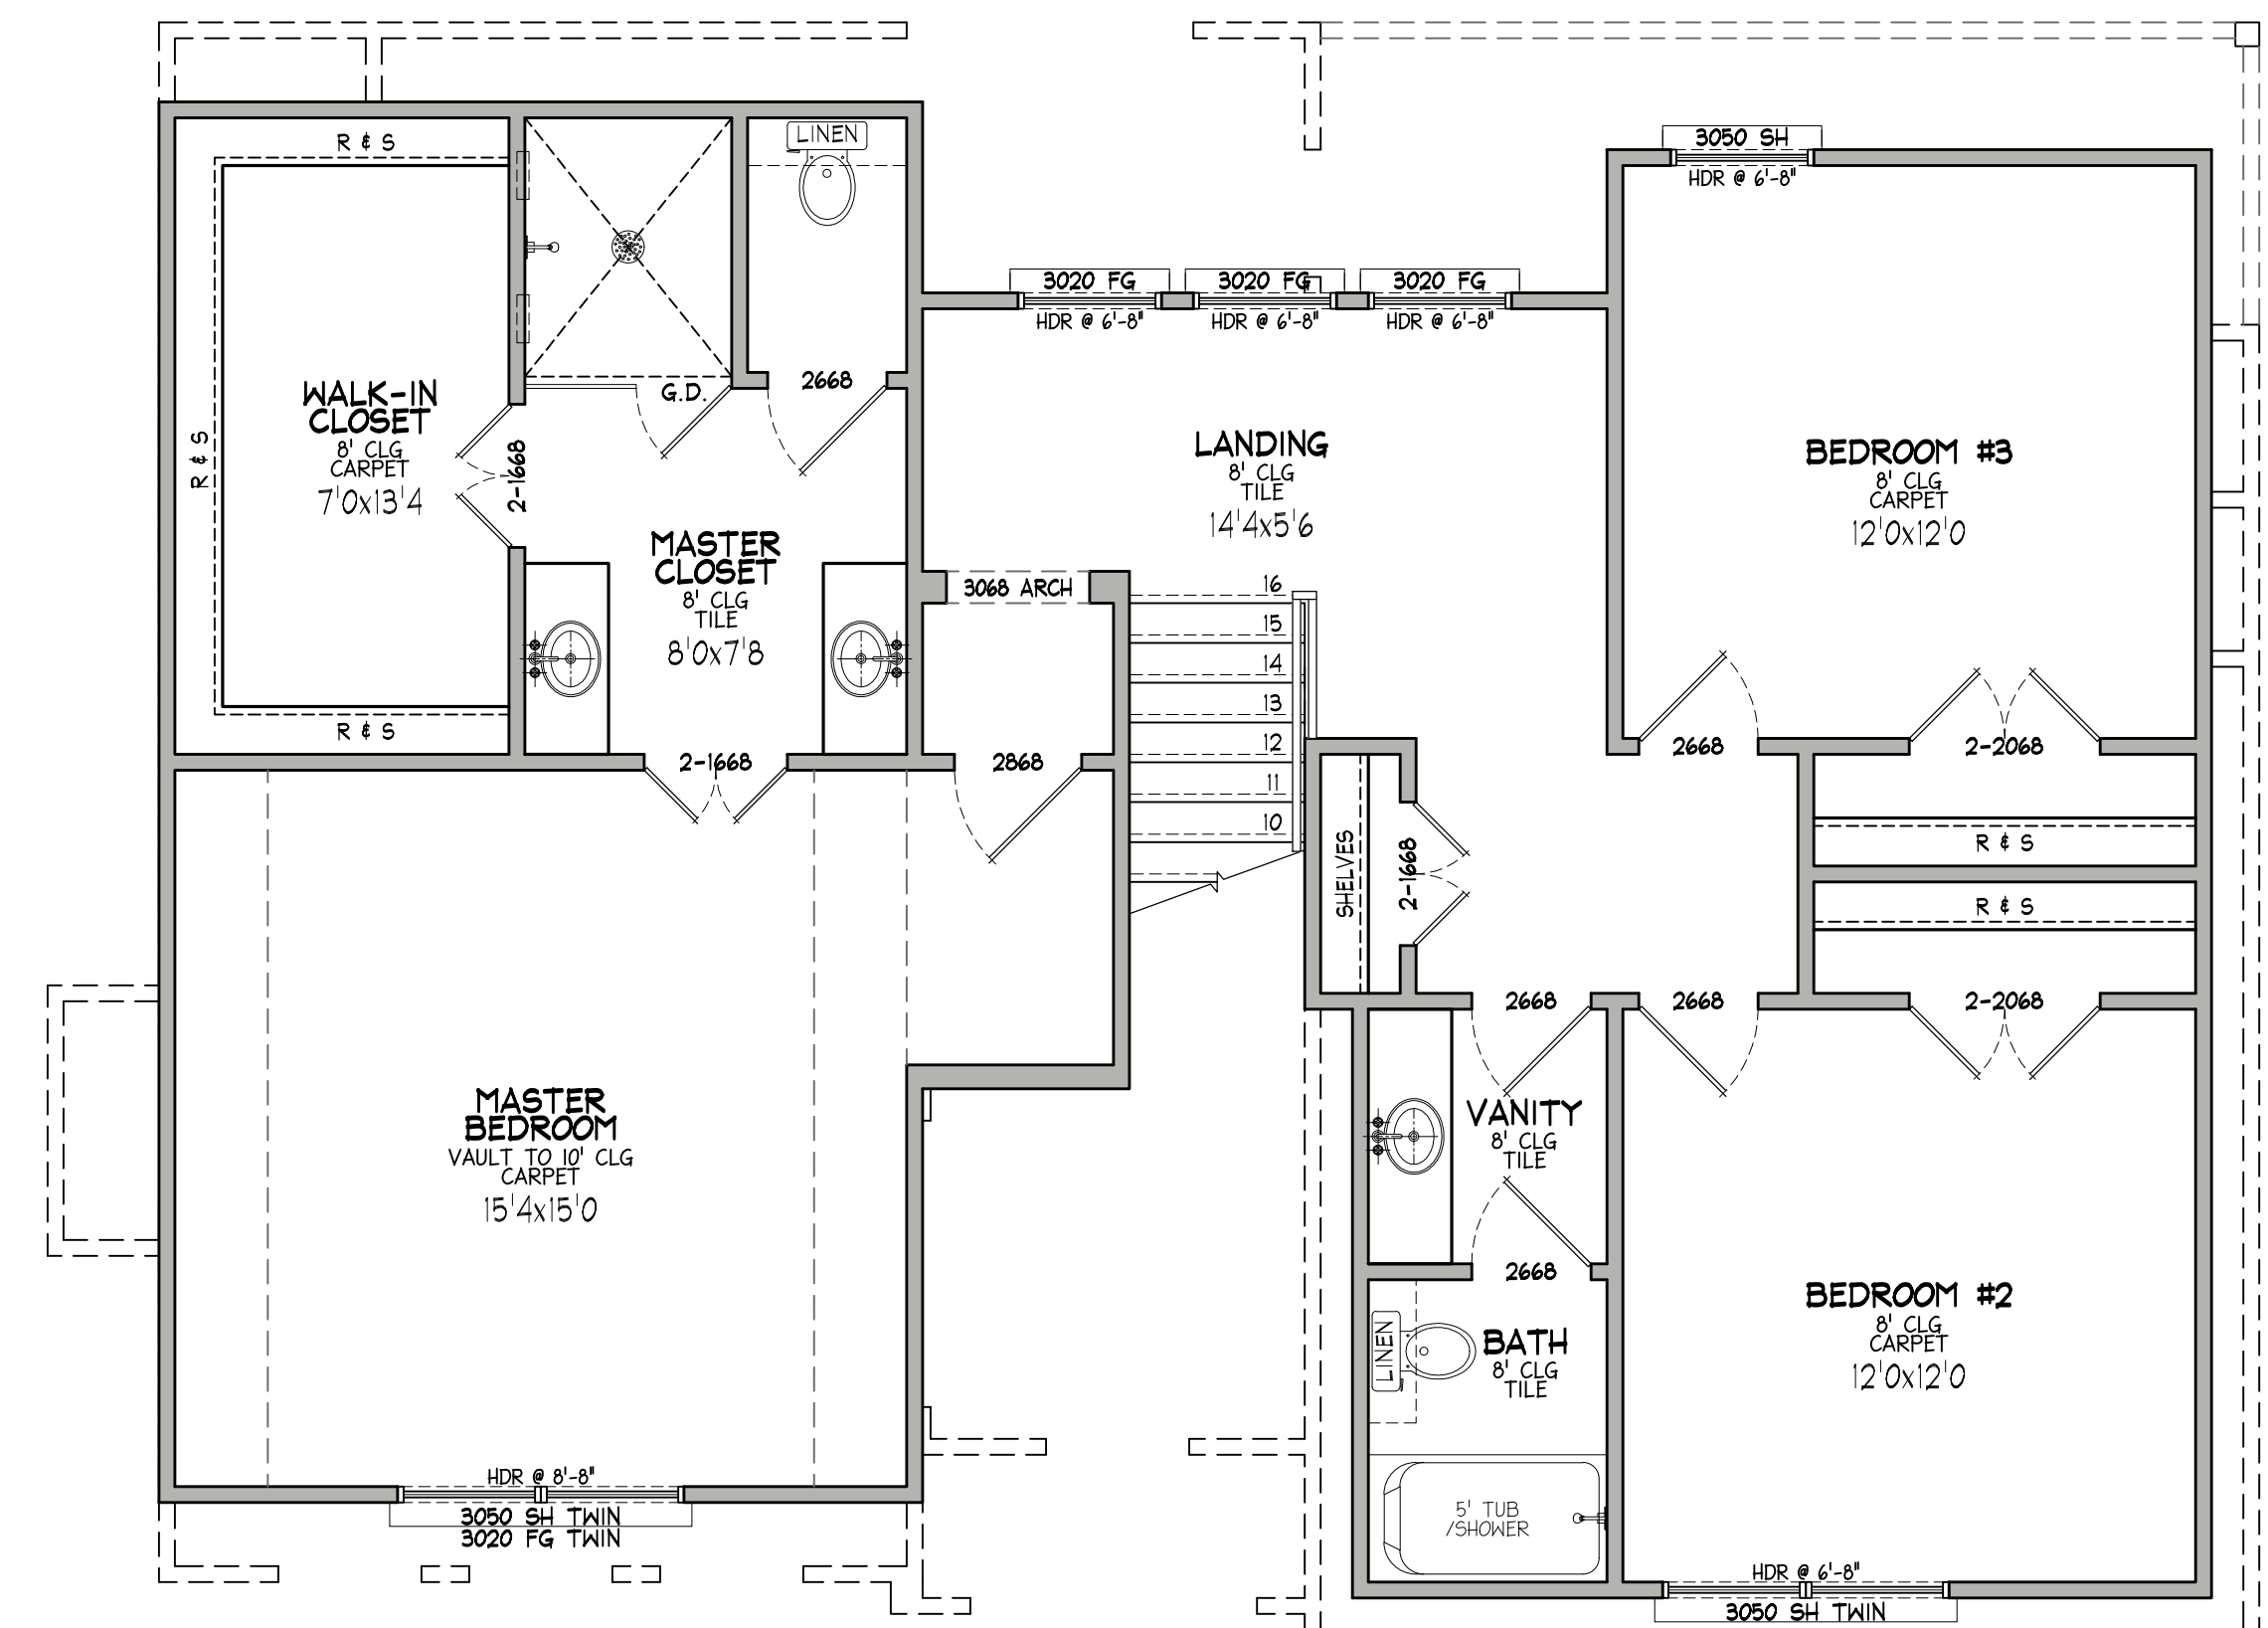 LINEN
3050 SH
HDR @ 6'-8"
R & S
3020 FG
3020 FG
3020 FG
HDR @ 6'-8"
HDR @ 6'-8"
HDR @ 6'-8"
2668
G.D.
WALK-IN
CLOSET
8' CLG
CARPET
7'0x13'4
R & S
2-1668
LANDING
8' CLG
TILE
14'4x5'6
BEDROOM #3
8' CLG
CARPET
12'0x12'0
MASTER
CLOSET
8' CLG
TILE
8'0x7'8
3068 ARCH
16
15
14
13
12
11
10
R & S
2-1668
2868
2668
2-2068
SHELVES
2-1668
R & S
R & S
2668
2668
2-2068
MASTER
BEDROOM
VAULT TO 10' CLG
CARPET
15'4x15'0
VANITY
8' CLG
TILE
2668
LINEN
BATH
8' CLG
TILE
BEDROOM #2
8' CLG
CARPET
12'0x12'0
HDR @ 8'-8"
3050 SH TWIN
3020 FG TWIN
5' TUB
/SHOWER
HDR @ 6'-8"
3050 SH TWIN